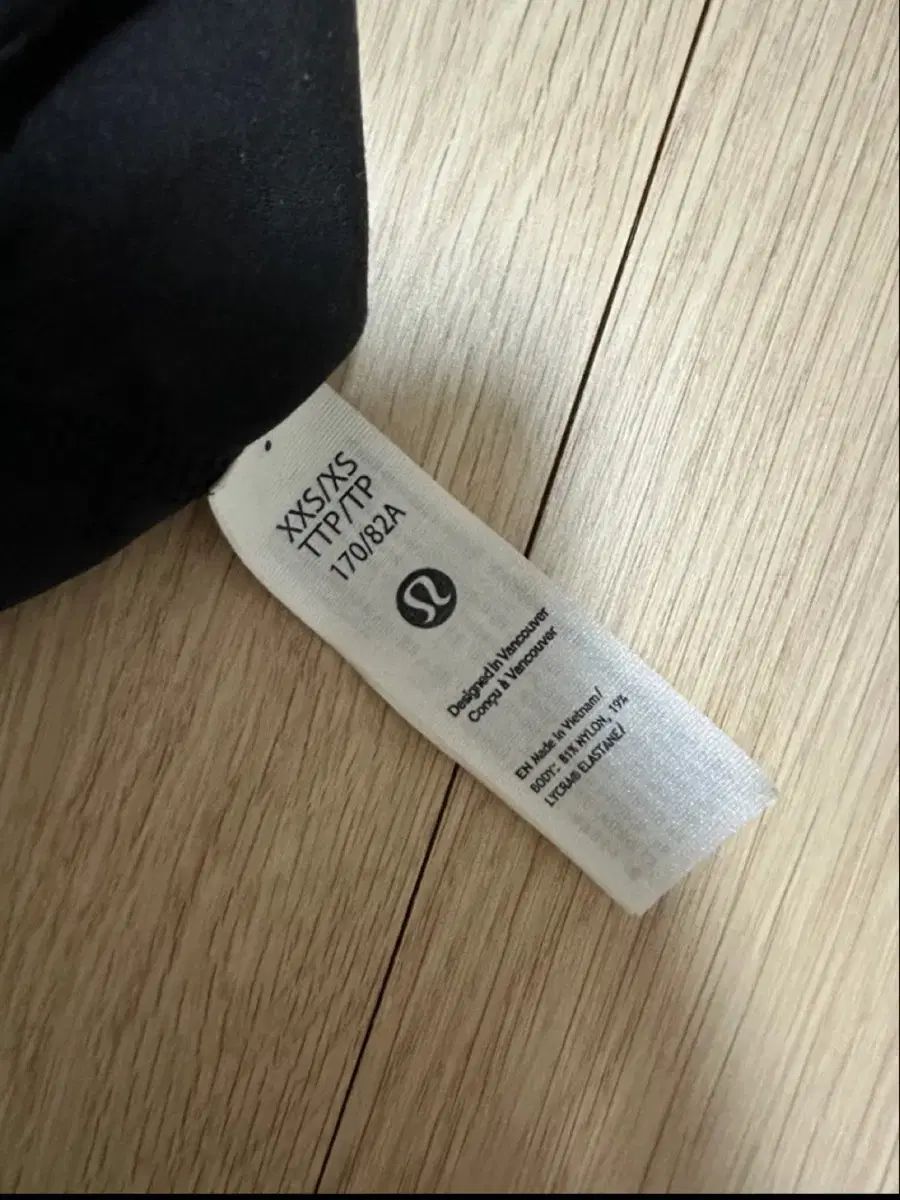 XXS/XS
TTP/TP
170/82A
Designed in Vancouver
Conçu à Vancouver
EN Made in Vietnam/
BODY: 81% NYLON, 19%
LYCRA® ELASTANE/